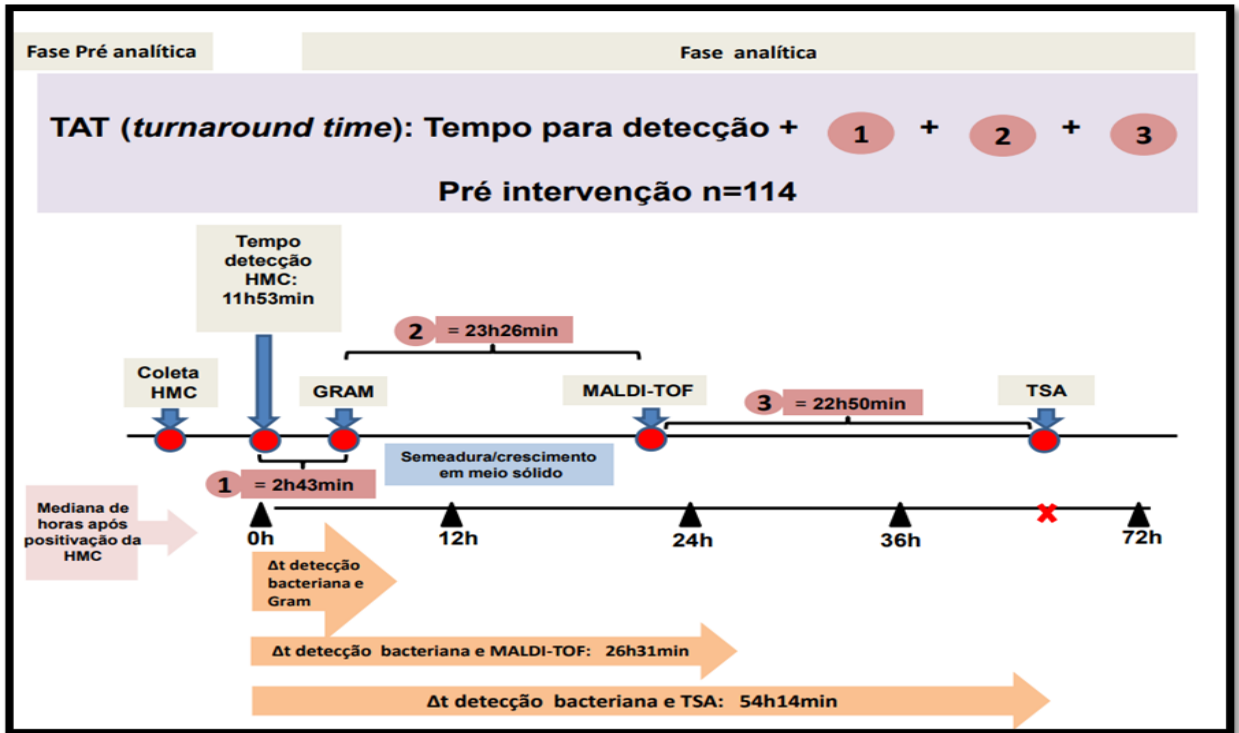 Fase Pré analítica
Fase analítica
TAT (turnaround time): Tempo para detecção + 1 + 2 + 3
Pré intervenção n=114
Tempo
detecção
HMC:
11h53min
2 = 23h26min
Coleta
HMC
GRAM
MALDI-TOF
3 = 22h50min
TSA
Semeadura/crescimento
em meio sólido
1 = 2h43min
Mediana de
horas após
positivação da
HMC
0h
12h
24h
36h
72h
Δt detecção
bacteriana e
Gram
Δt detecção bacteriana e MALDI-TOF: 26h31min
Δt detecção bacteriana e TSA: 54h14min